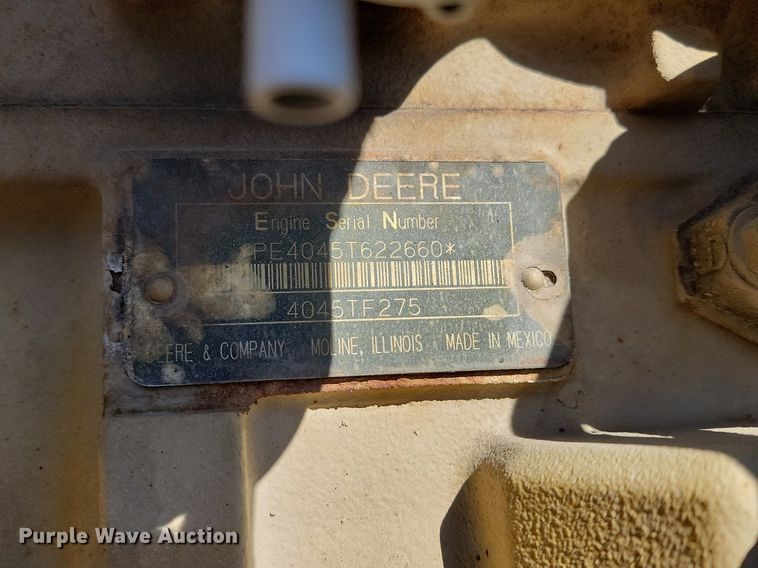 JOHN DEERE
Engine Serial Number
PE4045T622660*
4045TF275
DEERE & COMPANY MOLINE, ILLINOIS MADE IN MEXICO
Purple Wave Auction